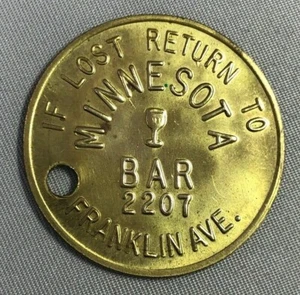 IF LOST RETURN TO
MINNESOTA
BAR
2207
FRANKLIN AVE.